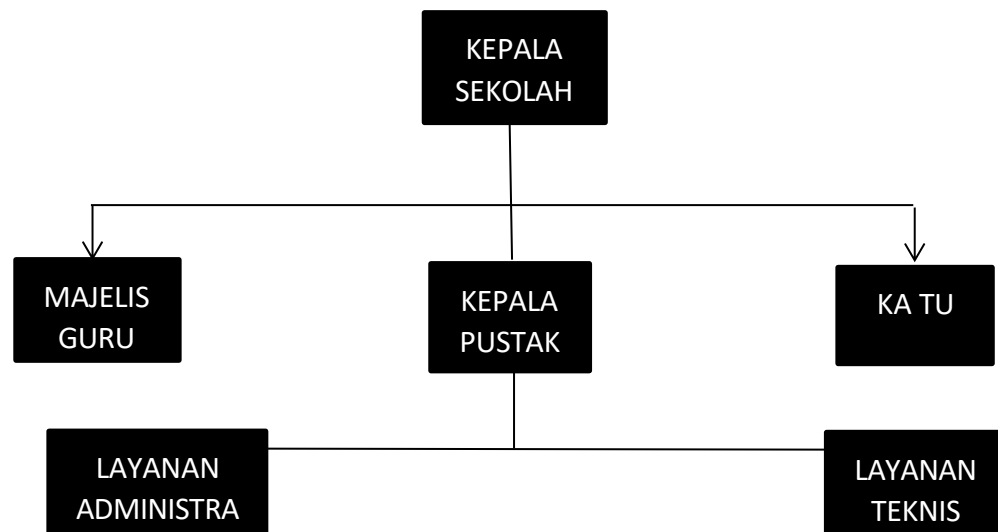 KEPALA
SEKOLAH
MAJELIS
GURU
KEPALA
PUSTAK
KA TU
LAYANAN
ADMINISTRA
LAYANAN
TEKNIS